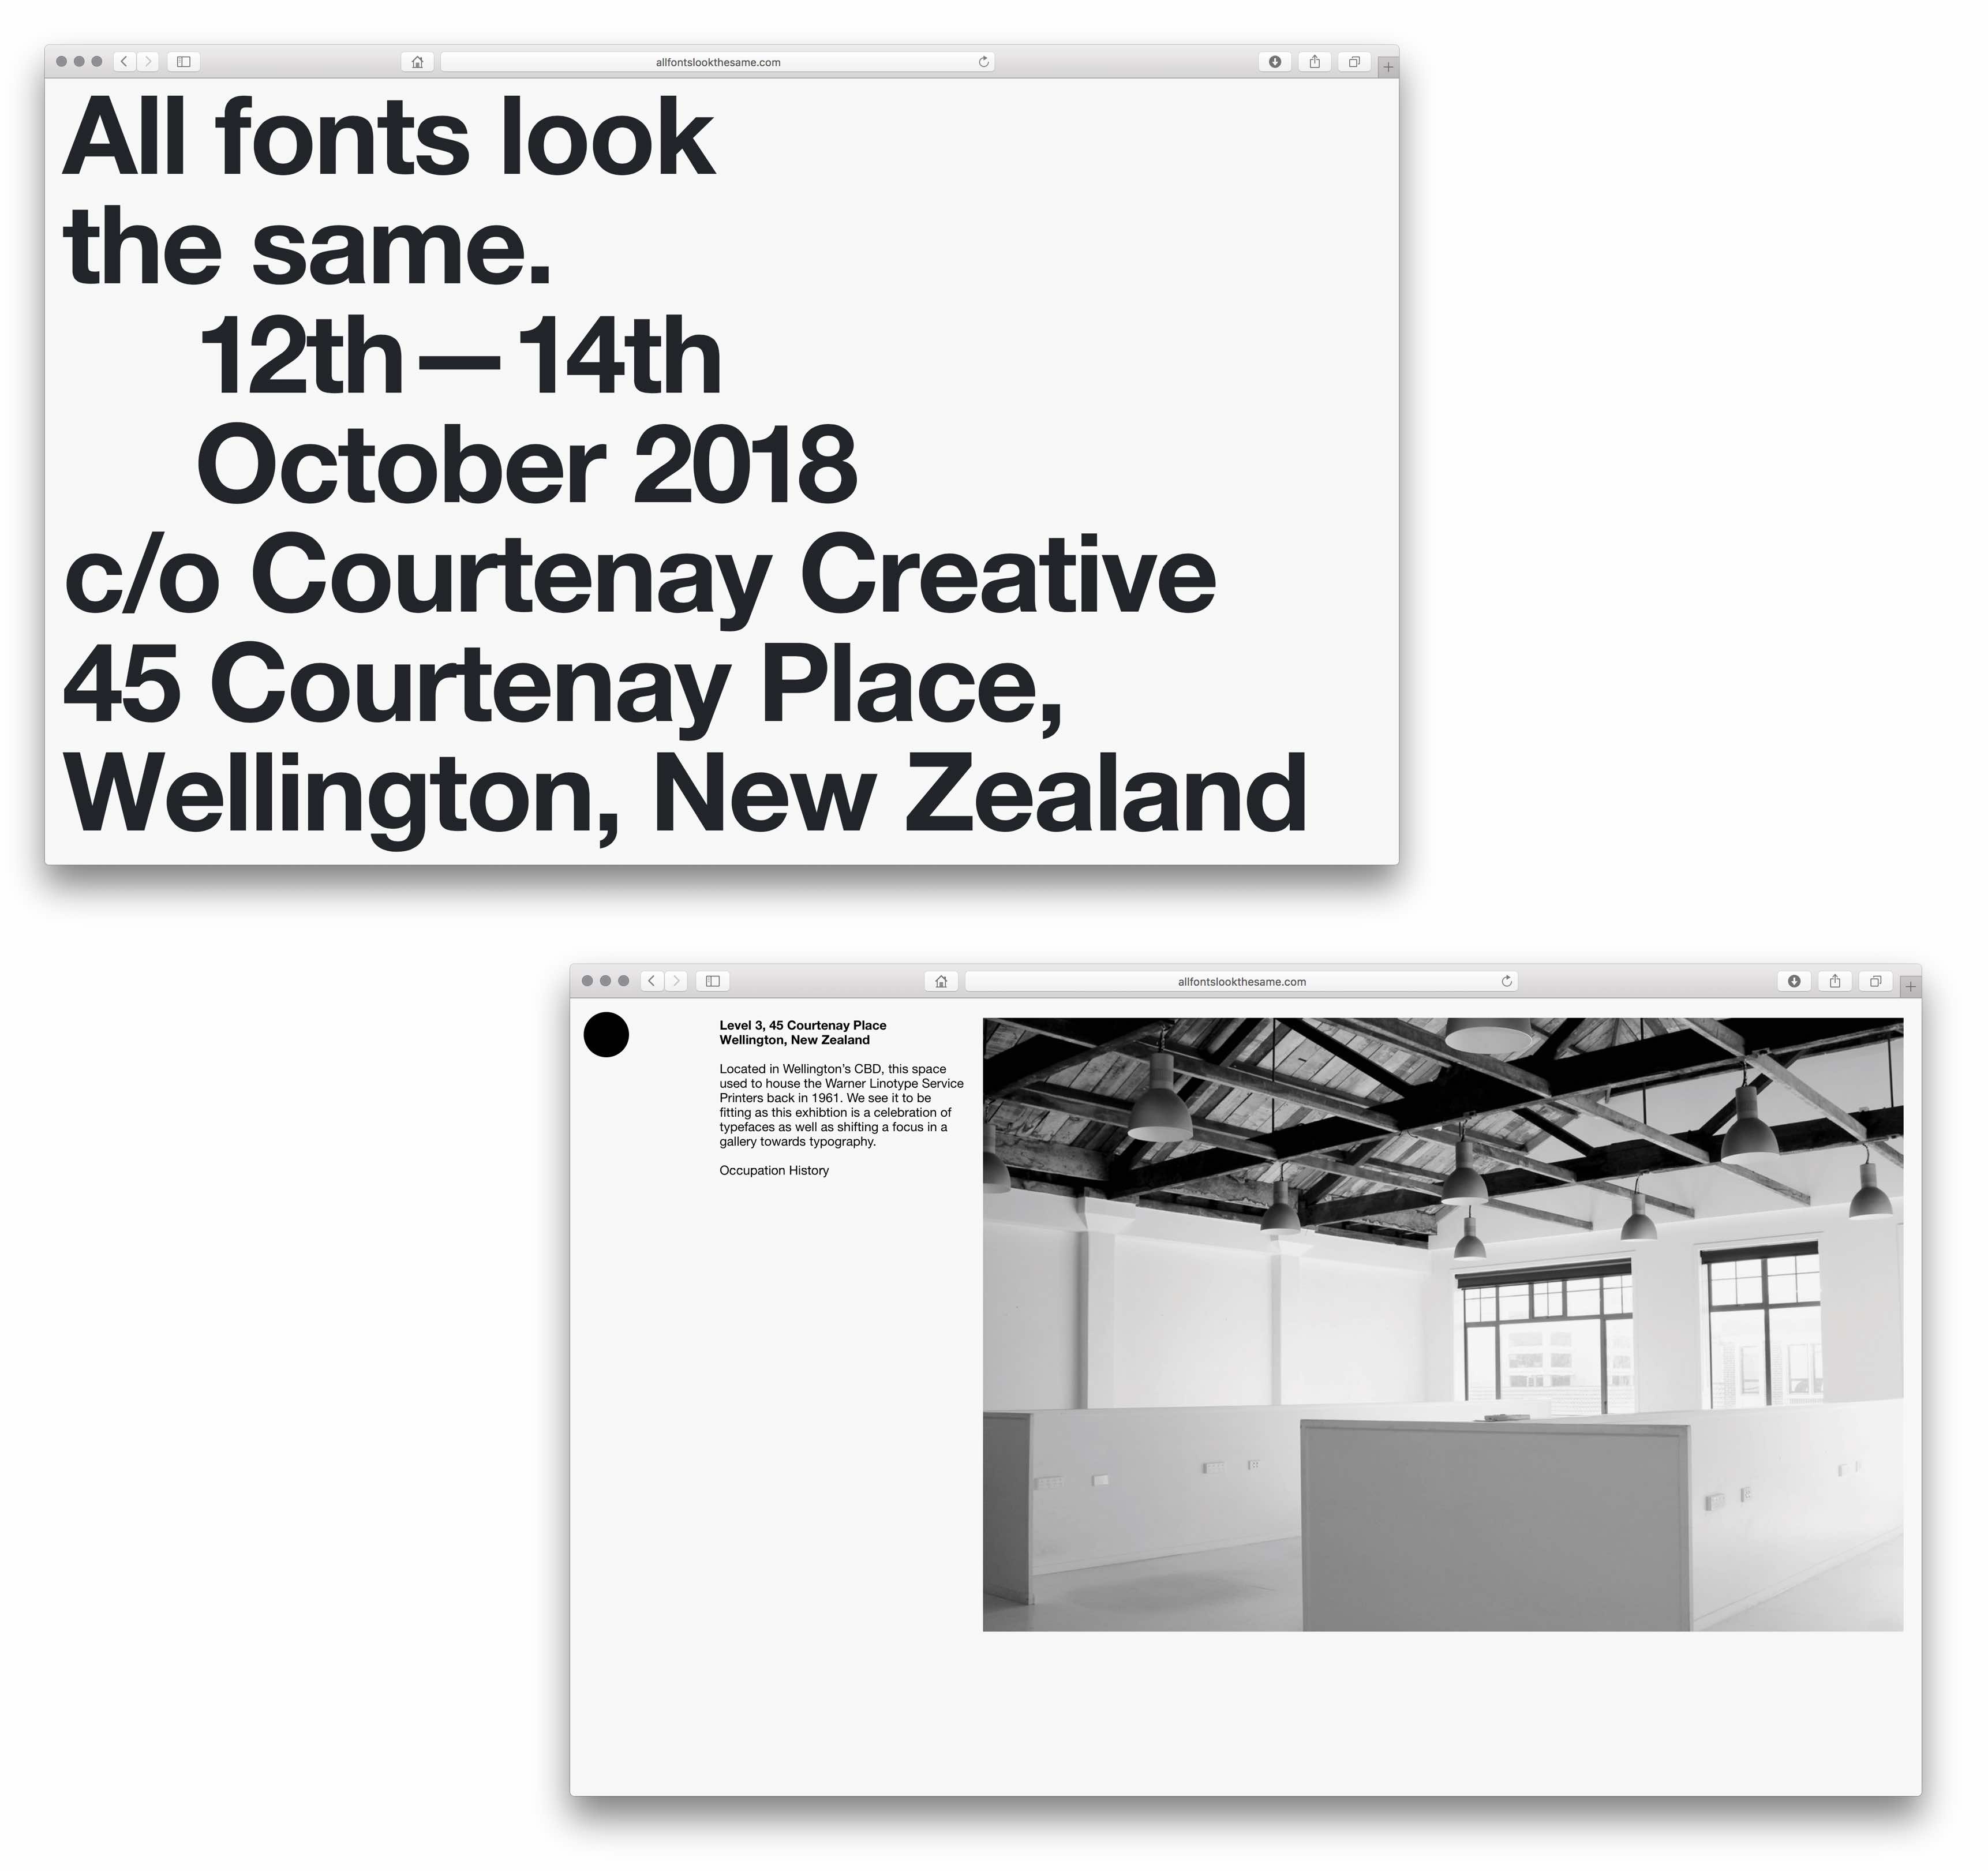 allfontslookthesame.com
All fonts look
the same.
12th—14th
October 2018
c/o Courtenay Creative
45 Courtenay Place,
Wellington, New Zealand
allfontslookthesame.com
Level 3, 45 Courtenay Place
Wellington, New Zealand
Located in Wellington’s CBD, this space
used to house the Warner Linotype Service
Printers back in 1961. We see it to be
fitting as this exhibtion is a celebration of
typefaces as well as shifting a focus in a
gallery towards typography.
Occupation History